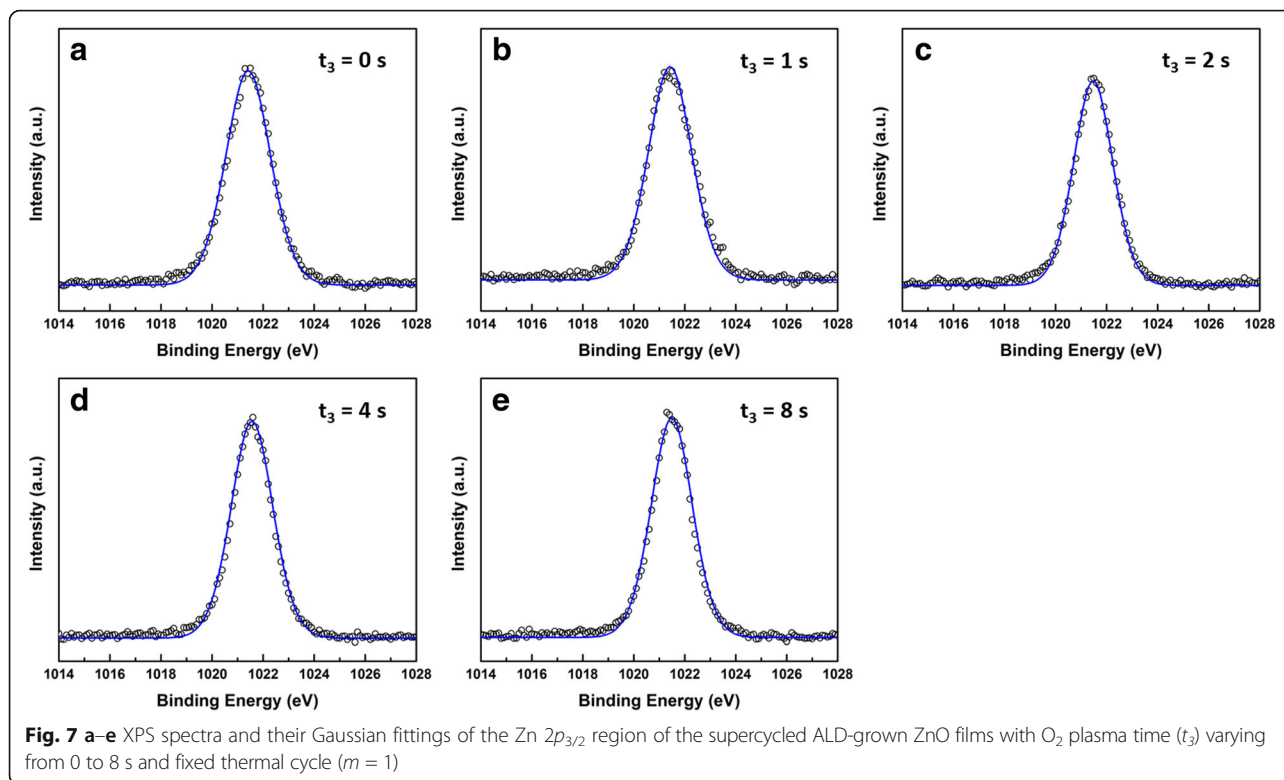 a
t₃ = 0 s
Intensity (a.u.)
1014 1016 1018 1020 1022 1024 1026 1028
Binding Energy (eV)
b
t₃ = 1 s
Intensity (a.u.)
1014 1016 1018 1020 1022 1024 1026 1028
Binding Energy (eV)
c
t₃ = 2 s
Intensity (a.u.)
1014 1016 1018 1020 1022 1024 1026 1028
Binding Energy (eV)
d
t₃ = 4 s
Intensity (a.u.)
1014 1016 1018 1020 1022 1024 1026 1028
Binding Energy (eV)
e
t₃ = 8 s
Intensity (a.u.)
1014 1016 1018 1020 1022 1024 1026 1028
Binding Energy (eV)
Fig. 7 a–e XPS spectra and their Gaussian fittings of the Zn 2p₃/₂ region of the supercycled ALD-grown ZnO films with O₂ plasma time (t₃) varying
from 0 to 8 s and fixed thermal cycle (m = 1)